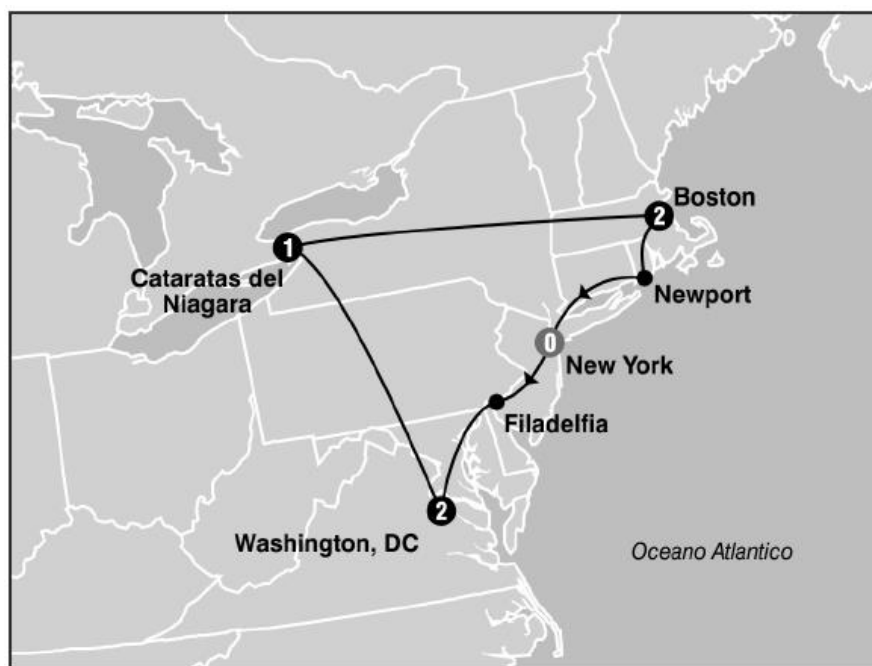 Boston
2
1
Cataratas del
Niagara
Newport
0
New York
Filadelfia
2
Washington, DC
Oceano Atlantico